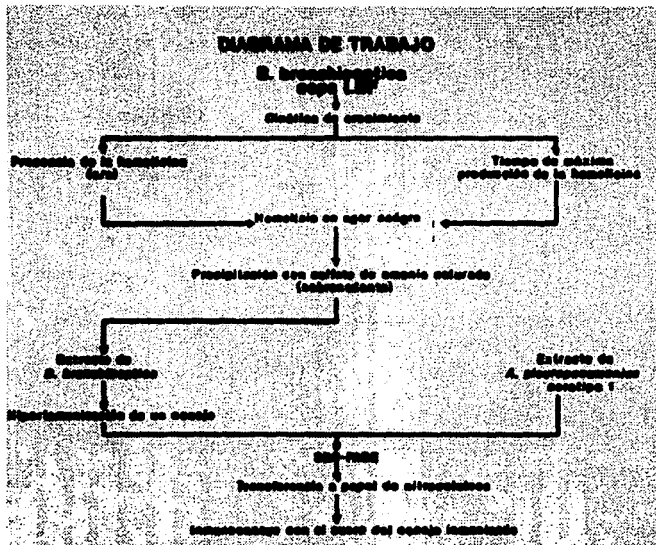 DIAGRAMA DE TRABAJO
B. bronchiseptica
cepa
Cinética de crecimiento
Presencia de la hemolisina
Tiempo de máxima
producción de la hemolisina
Hemólisis en agar sangre
Precipitación con sulfato de amonio saturado
(sobrenadante)
Extracto de
B. bronchiseptica
Extracto de
A. pleuropneumoniae
serotipo 1
Hiperinmunización de un conejo
SDS-PAGE
Transferencia a papel de nitrocelulosa
Inmunoensayo con el suero del conejo inmunizado